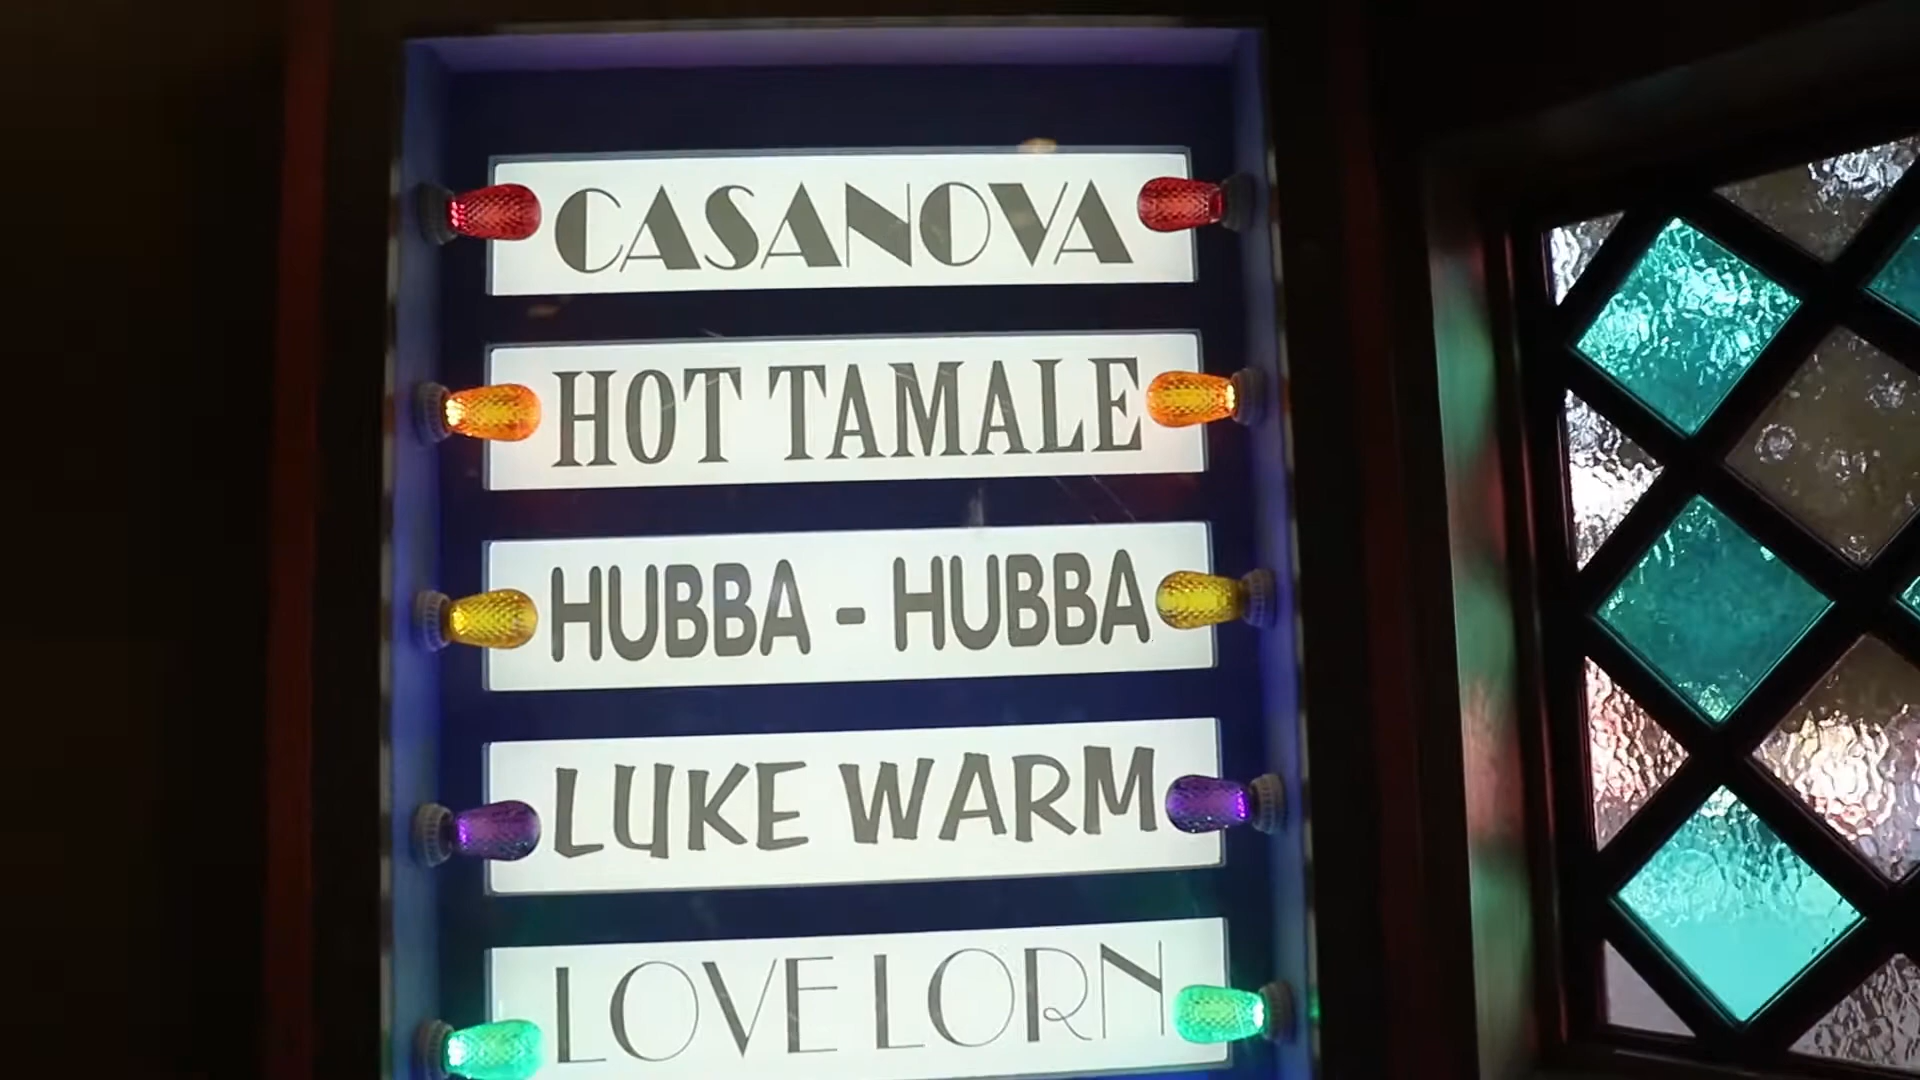 CASANOVA
HOT TAMALE
HUBBA - HUBBA
LUKE WARM
LOVE LORN